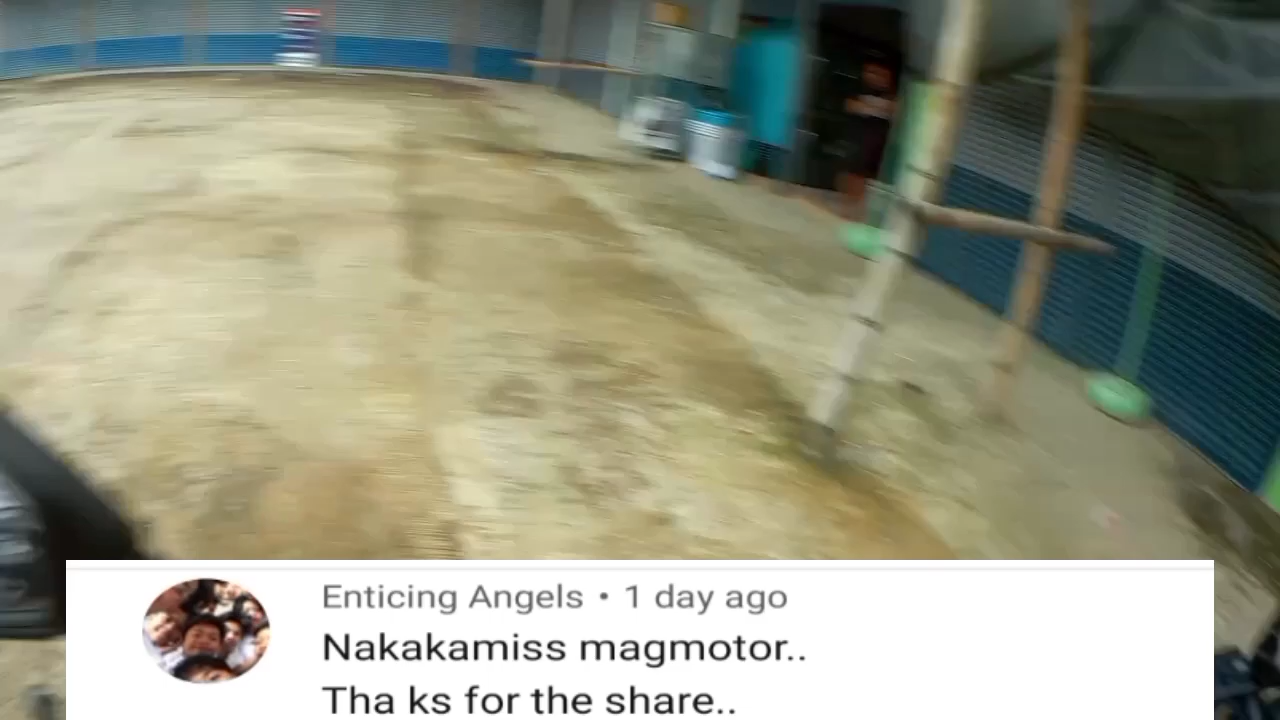 Enticing Angels • 1 day ago
Nakakamiss magmotor..
Tha ks for the share..